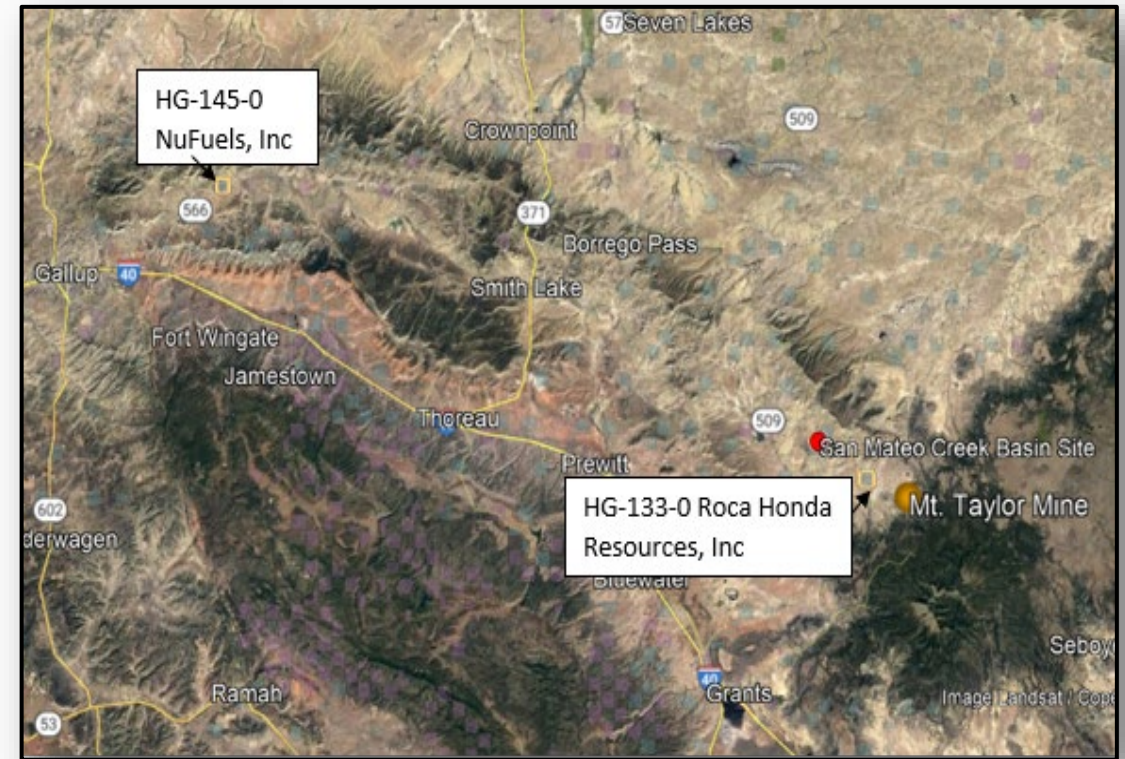 57
Seven Lakes
HG-145-0
NuFuels, Inc
Crownpoint
509
566
371
Borrego Pass
Gallup
40
Smith Lake
Fort Wingate
Jamestown
Thoreau
509
San Mateo Creek Basin Site
Prewitt
HG-133-0 Roca Honda
Resources, Inc
Mt. Taylor Mine
602
derwagen
Bluewater
Seboy
40
Grants
Ramah
Image Landsat / Cope
53